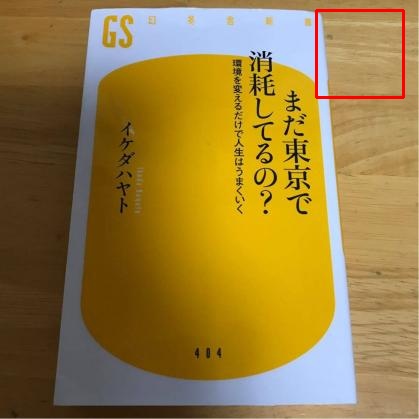 GS
幻冬舎新書
まだ東京で
消耗してるの?
環境を変えるだけで人生はうまくいく
イケダハヤト
Ikeda Hayato
404